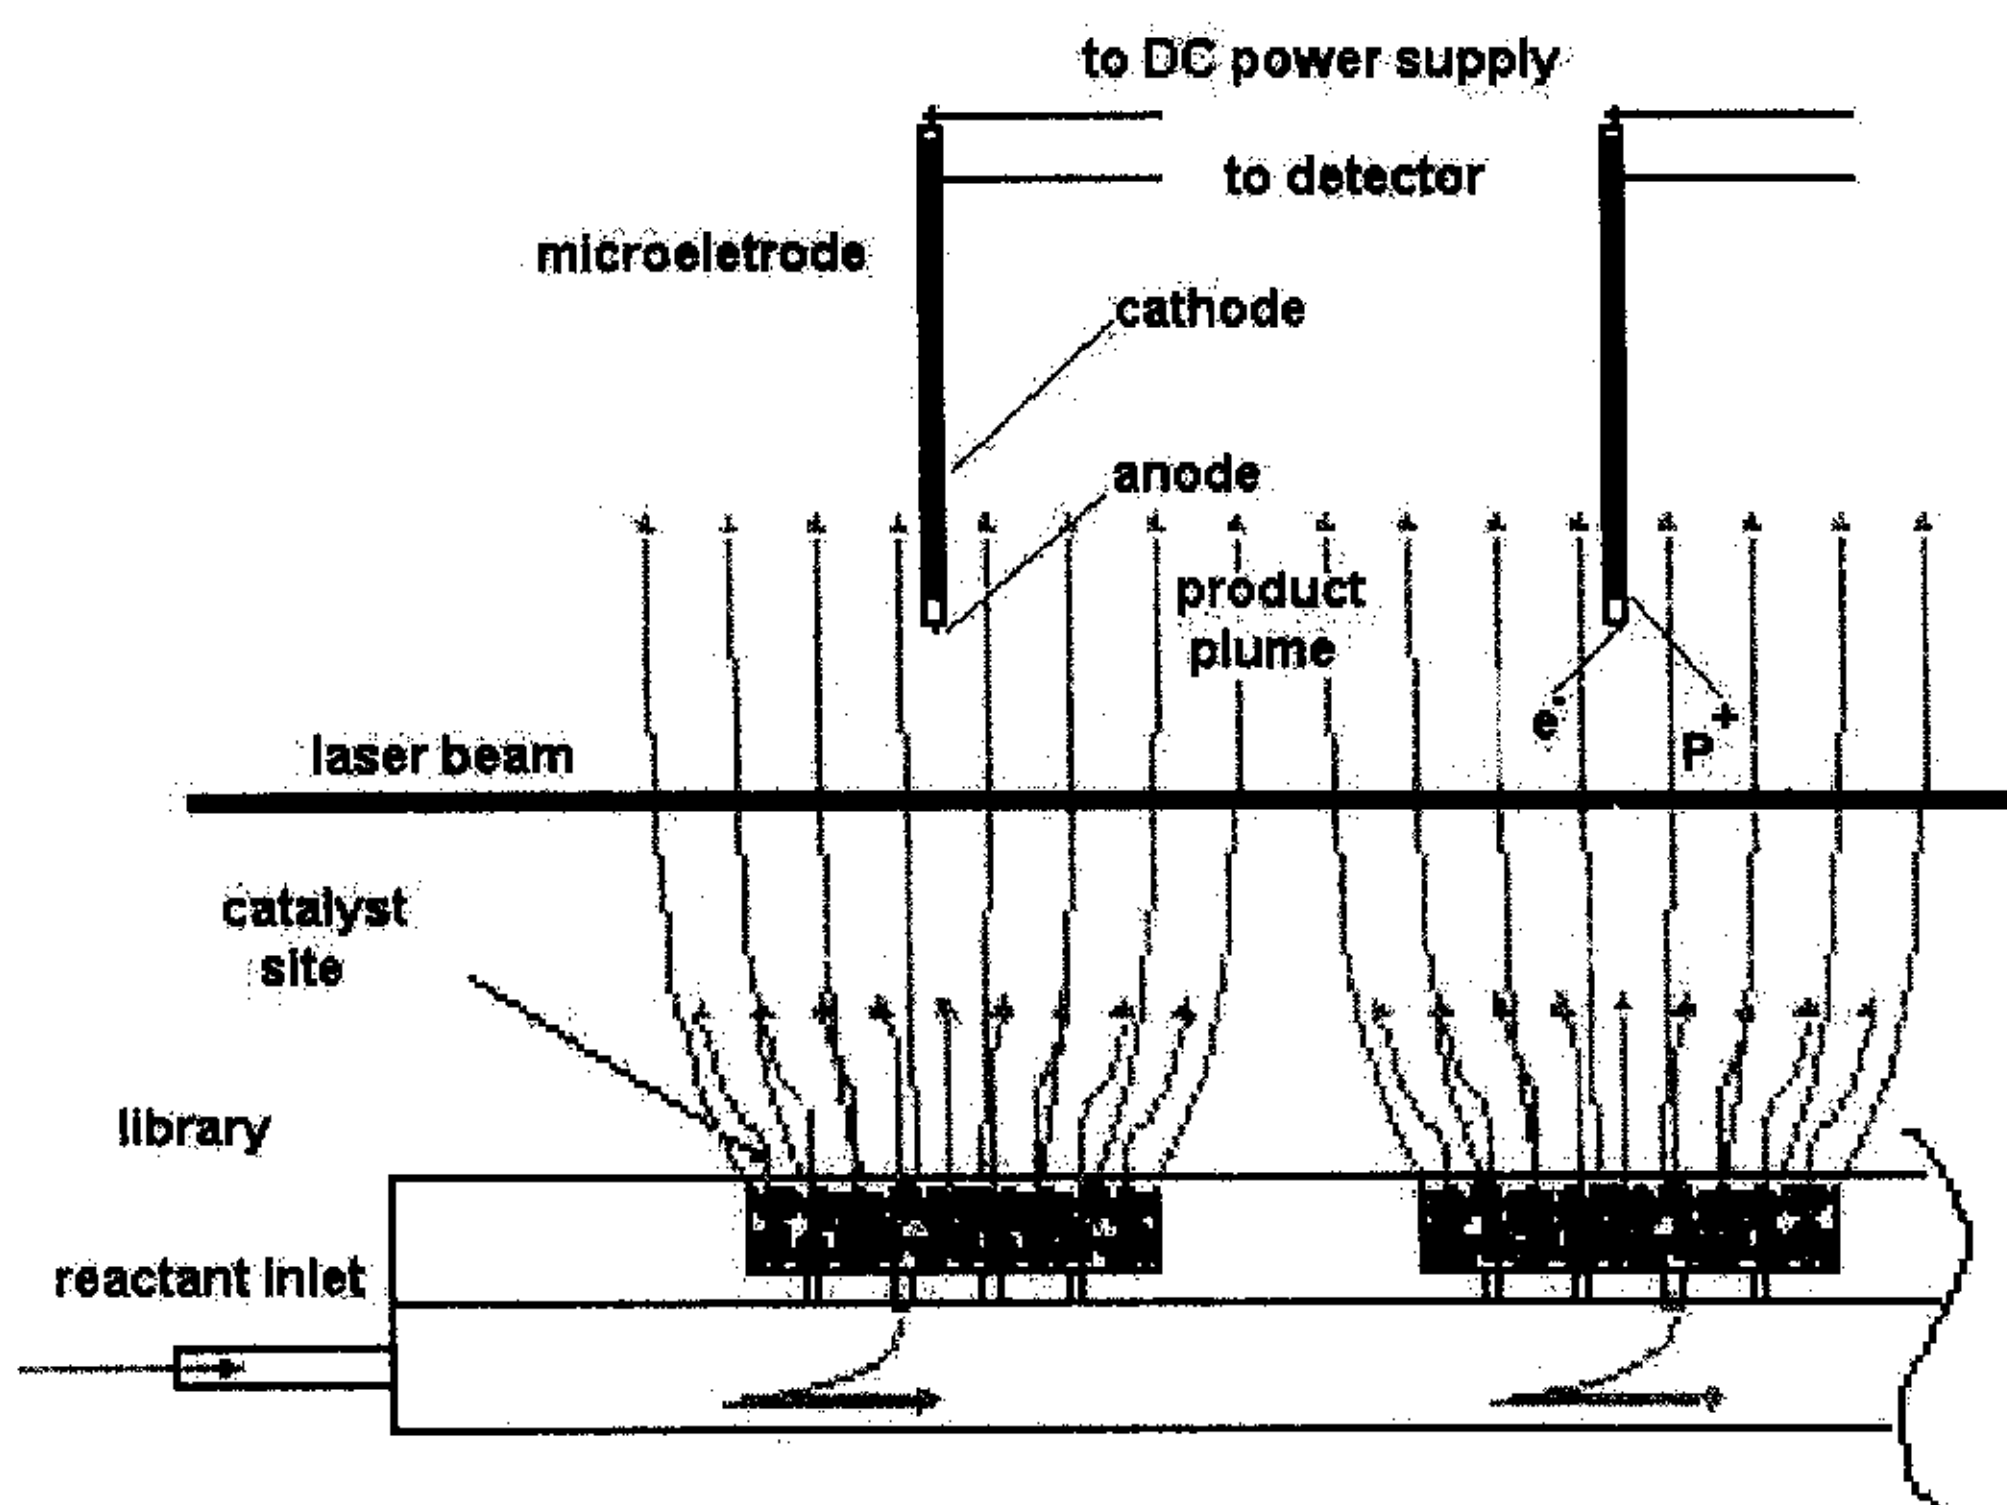 to DC power supply
to detector
microeletrode
cathode
anode
product
plume
e-
P+
laser beam
catalyst
site
library
reactant inlet